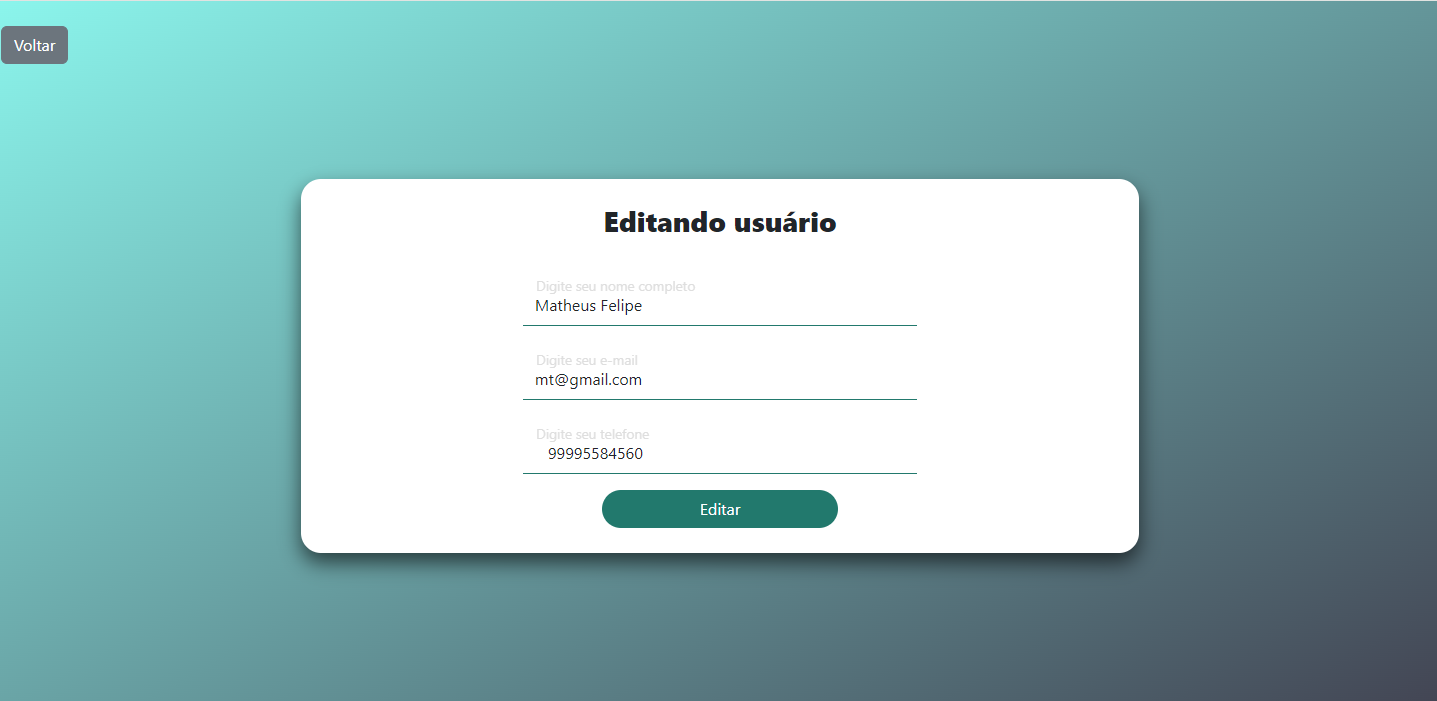 Voltar
Editando usuário
Digite seu nome completo
Matheus Felipe
Digite seu e-mail
mt@gmail.com
Digite seu telefone
99995584560
Editar